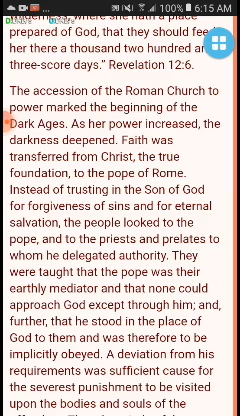 100% 6:15 AM
wilderness, where she hath a place
prepared of God, that they should fee
her there a thousand two hundred an
three-score days." Revelation 12:6.
The accession of the Roman Church to
power marked the beginning of the
Dark Ages. As her power increased, the
darkness deepened. Faith was
transferred from Christ, the true
foundation, to the pope of Rome.
Instead of trusting in the Son of God
for forgiveness of sins and for eternal
salvation, the people looked to the
pope, and to the priests and prelates to
whom he delegated authority. They
were taught that the pope was their
earthly mediator and that none could
approach God except through him; and,
further, that he stood in the place of
God to them and was therefore to be
implicitly obeyed. A deviation from his
requirements was sufficient cause for
the severest punishment to be visited
upon the bodies and souls of the